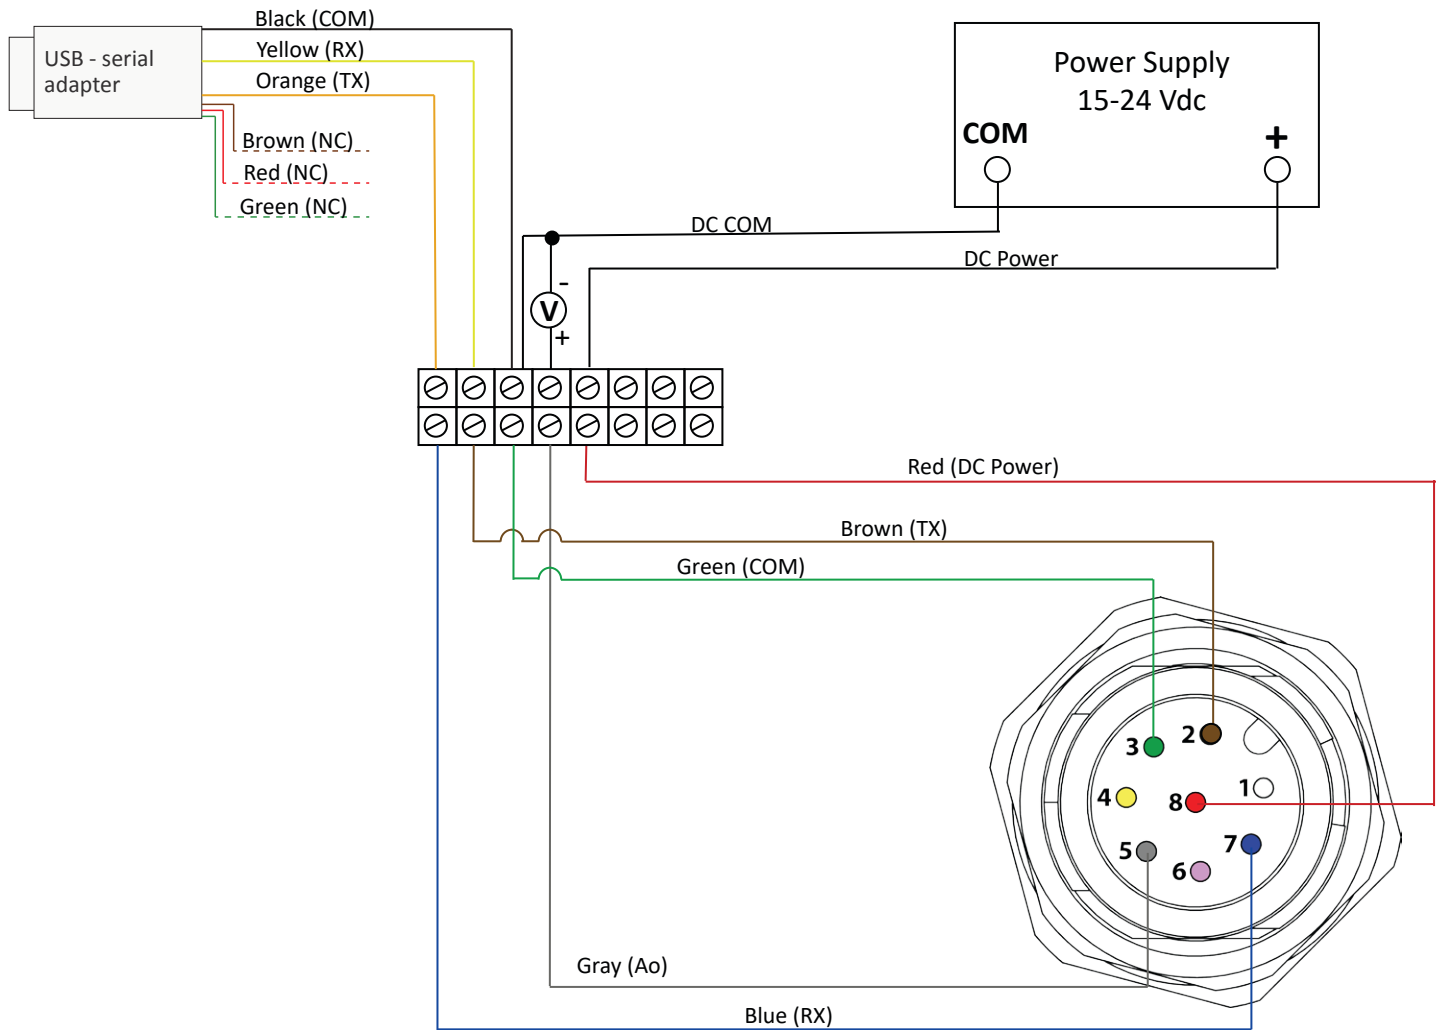 Black (COM)
USB - serial
adapter
Yellow (RX)
Orange (TX)
Brown (NC)
Red (NC)
Green (NC)
Power Supply
15-24 Vdc
COM
+
DC COM
DC Power
-
V
+
Red (DC Power)
Brown (TX)
Green (COM)
2
3
1
4
8
5
7
6
Gray (Ao)
Blue (RX)